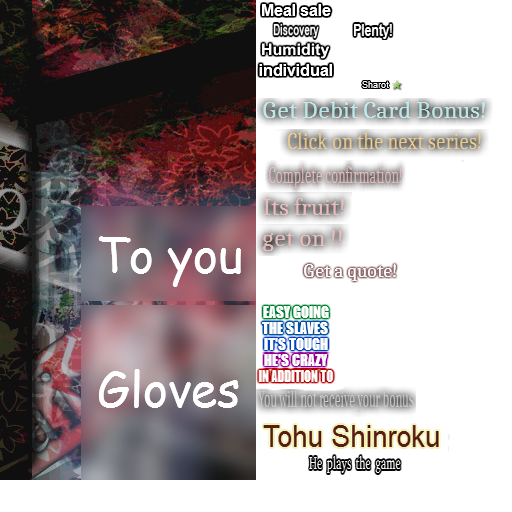 Meal sale
Discovery
Plenty!
Humidity
individual
Sharot
Get Debit Card Bonus!
Click on the next series!
Complete confirmation!
Its fruit!
get on !!
Get a quote!
To you
Gloves
EASY GOING
THE SLAVES
IT'S TOUGH
HE'S CRAZY
IN ADDITION TO
You will not receive your bonus
Tohu Shinroku
He plays the game